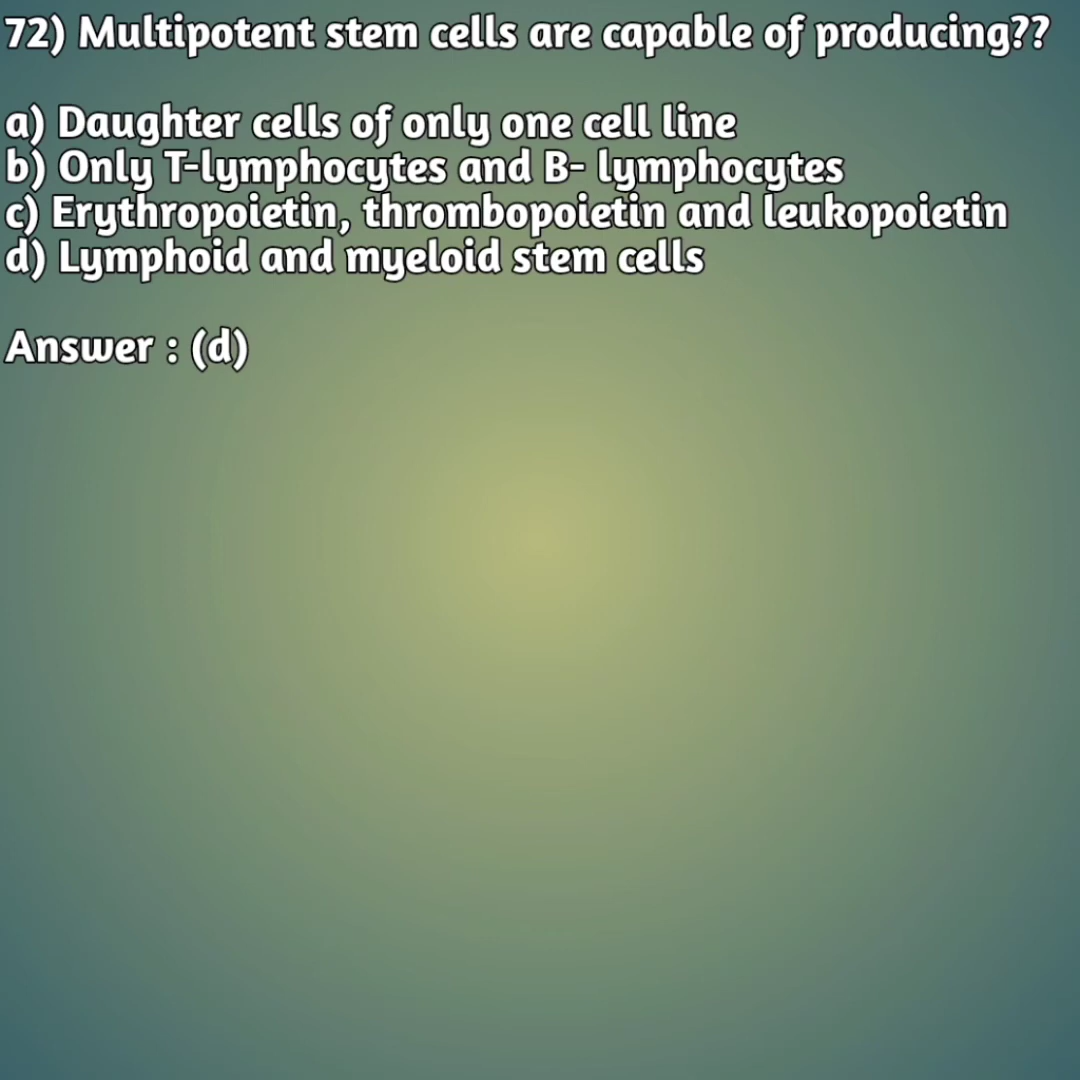 72) Multipotent stem cells are capable of producing??
a) Daughter cells of only one cell line
b) Only T-lymphocytes and B- lymphocytes
c) Erythropoietin, thrombopoietin and leukopoietin
d) Lymphoid and myeloid stem cells
Answer : (d)